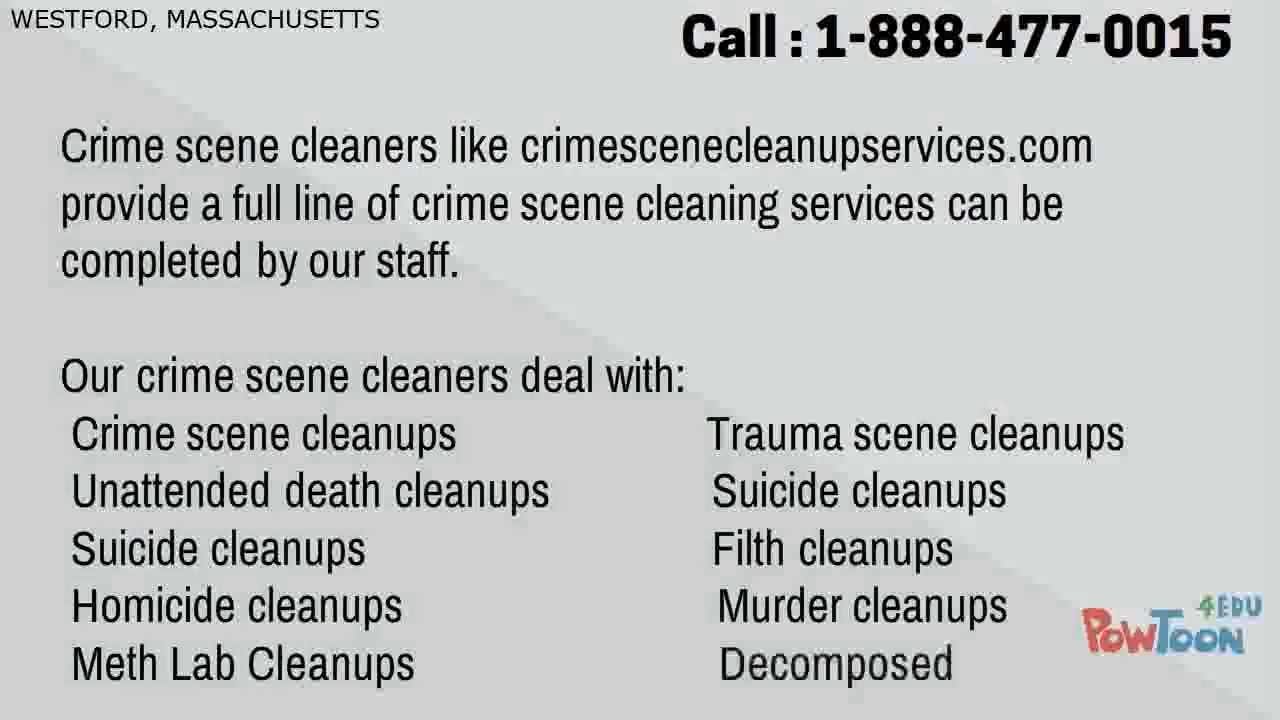 WESTFORD, MASSACHUSETTS
Call : 1-888-477-0015
Crime scene cleaners like crimescenecleanupservices.com
provide a full line of crime scene cleaning services can be
completed by our staff.
Our crime scene cleaners deal with:
Crime scene cleanups
Unattended death cleanups
Suicide cleanups
Homicide cleanups
Meth Lab Cleanups
Trauma scene cleanups
Suicide cleanups
Filth cleanups
Murder cleanups
Decomposed
POWTOON 4EDU